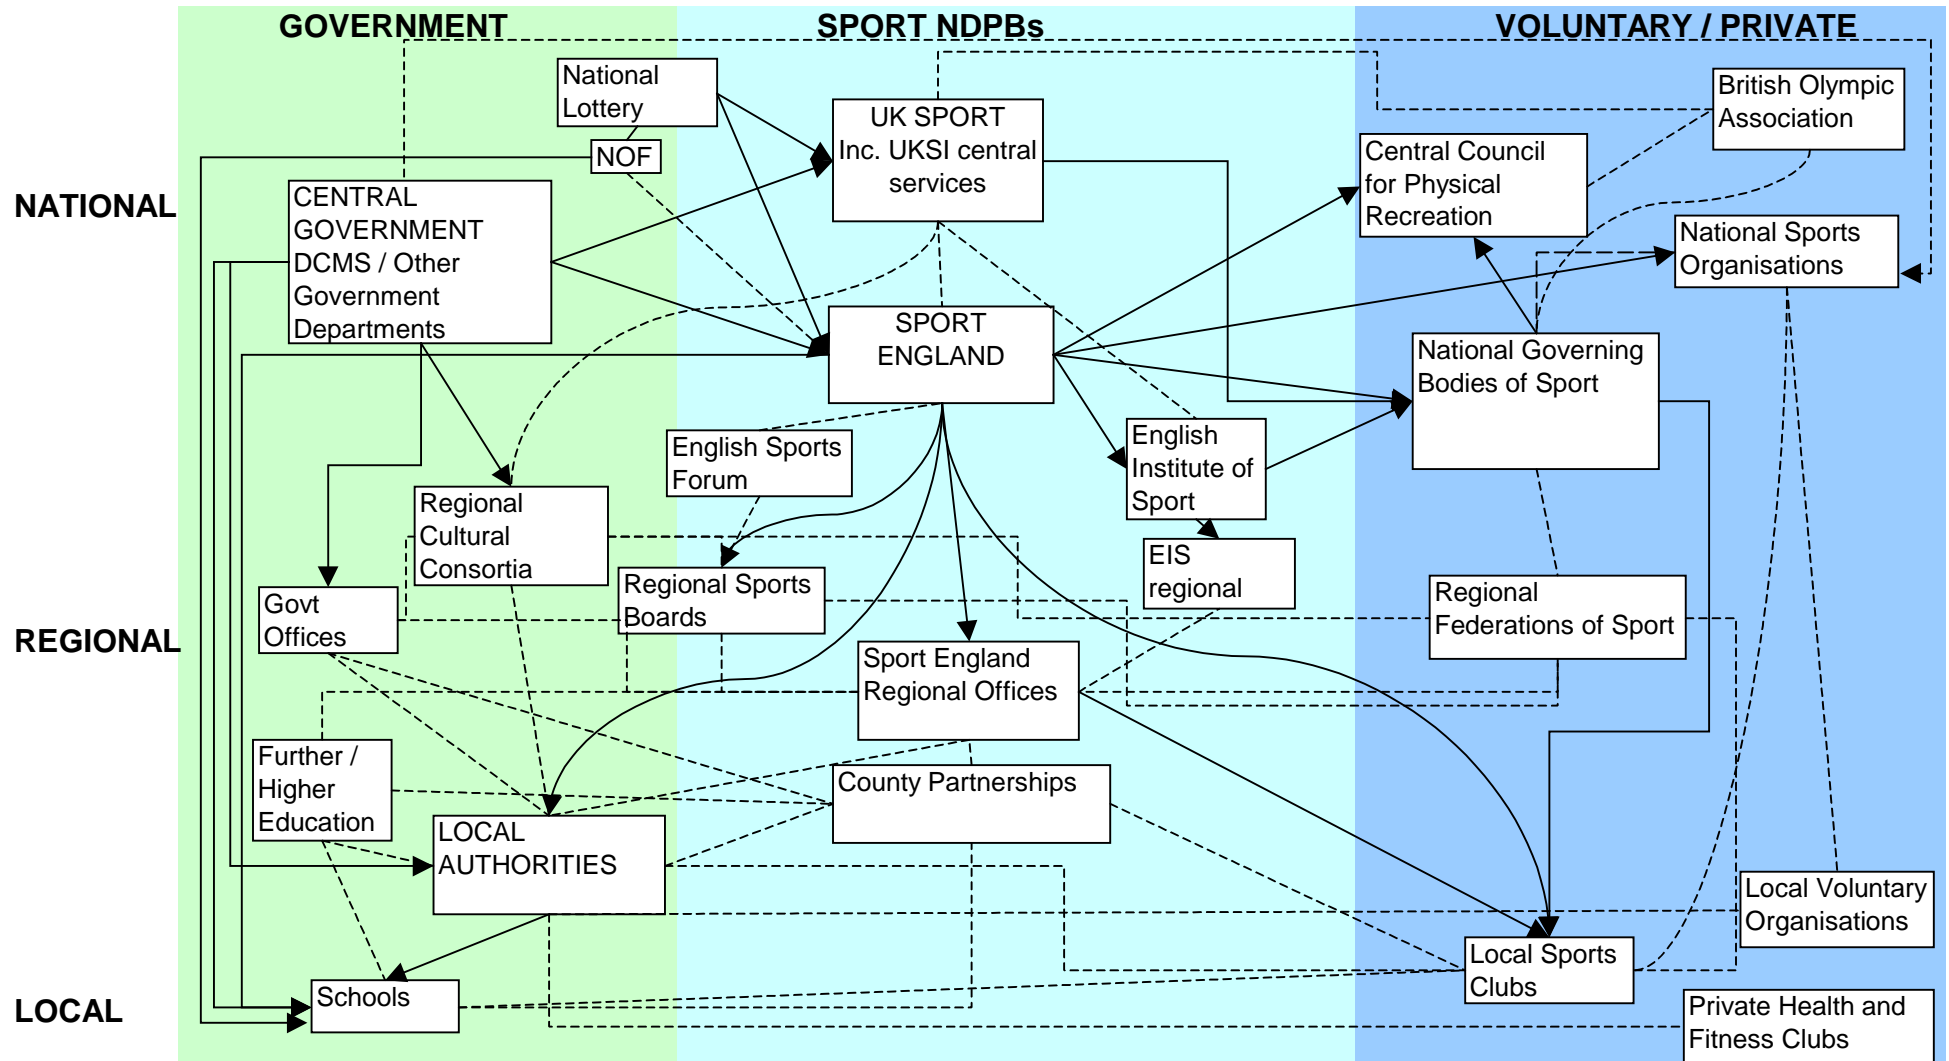 GOVERNMENT
SPORT NDPBs
VOLUNTARY / PRIVATE
National
Lottery
NOF
UK SPORT
Inc. UKSI central
services
British Olympic
Association
Central Council
for Physical
Recreation
NATIONAL
CENTRAL
GOVERNMENT
DCMS / Other
Government
Departments
National Sports
Organisations
SPORT
ENGLAND
National Governing
Bodies of Sport
English Sports
Forum
English
Institute of
Sport
Regional
Cultural
Consortia
EIS
regional
REGIONAL
Govt
Offices
Regional Sports
Boards
Regional
Federations of Sport
Sport England
Regional Offices
Further /
Higher
Education
County Partnerships
LOCAL
AUTHORITIES
Local Voluntary
Organisations
Local Sports
Clubs
LOCAL
Schools
Private Health and
Fitness Clubs